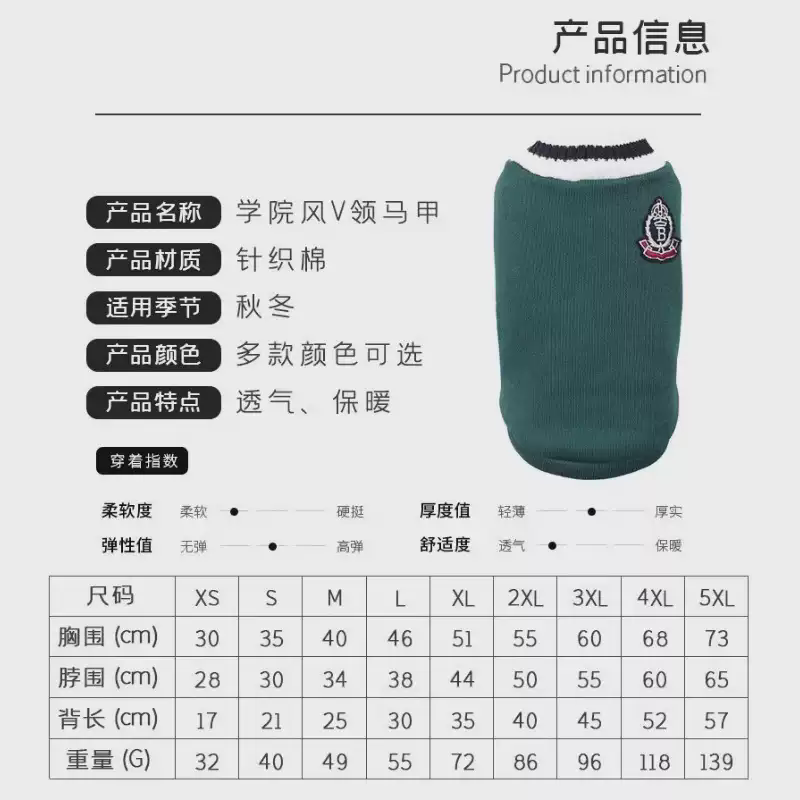 产品信息
Product information
产品名称 学院风V领马甲
产品材质 针织棉
适用季节 秋冬
产品颜色 多款颜色可选
产品特点 透气、保暖
B
穿着指数
柔软度 柔软 硬挺 厚度值 轻薄 厚实
弹性值 无弹 高弹 舒适度 透气 保暖
尺码 XS S M L XL 2XL 3XL 4XL 5XL
胸围 (cm) 30 35 40 46 51 55 60 68 73
脖围 (cm) 28 30 34 38 44 50 55 60 65
背长 (cm) 17 21 25 30 35 40 45 52 57
重量 (G) 32 40 49 55 72 86 96 118 139